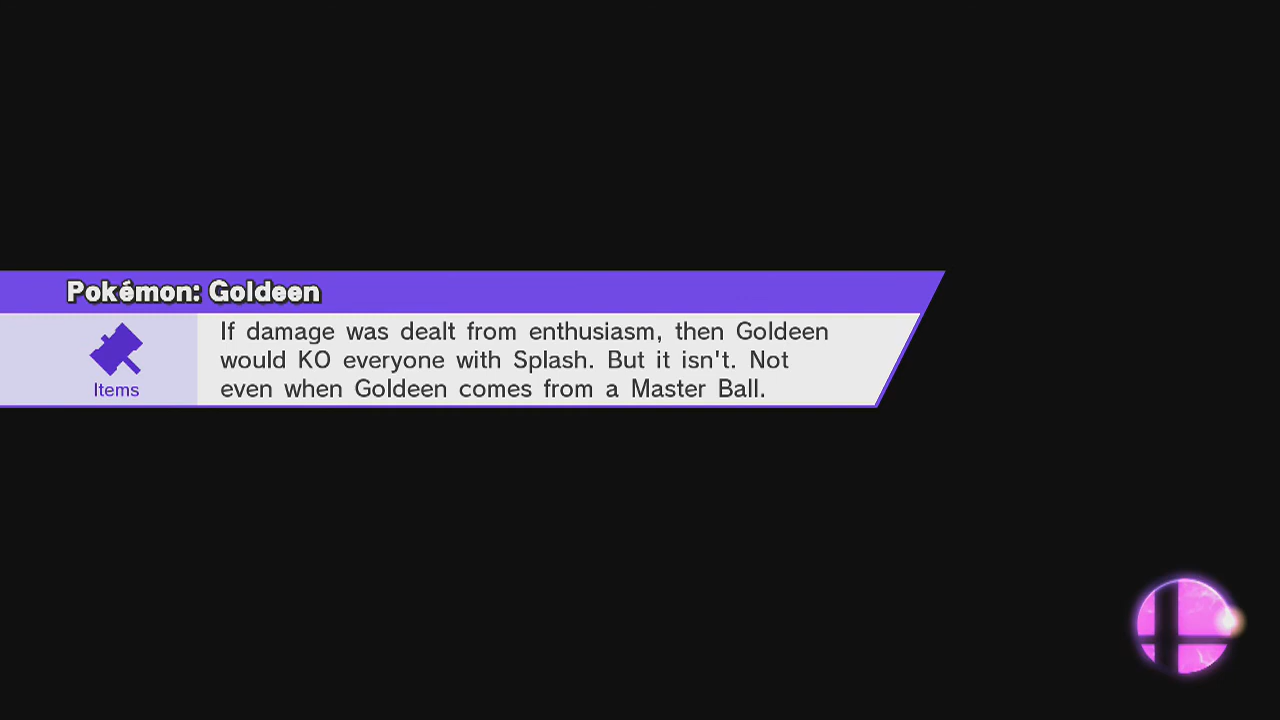 Pokémon: Goldeen
Items
If damage was dealt from enthusiasm, then Goldeen
would KO everyone with Splash. But it isn't. Not
even when Goldeen comes from a Master Ball.